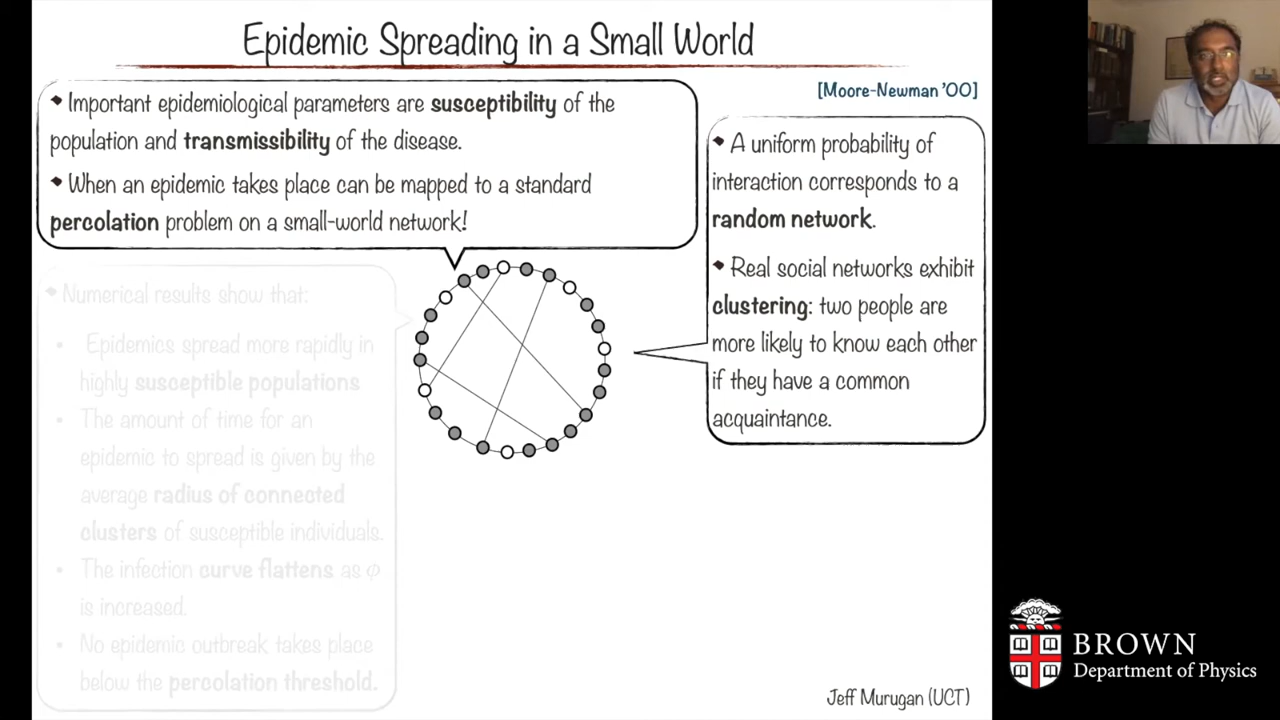 Epidemic Spreading in a Small World
[Moore-Newman '00]
◆ Important epidemiological parameters are susceptibility of the
population and transmissibility of the disease.
◆ When an epidemic takes place can be mapped to a standard
percolation problem on a small-world network!
◆ A uniform probability of
interaction corresponds to a
random network.
◆ Real social networks exhibit
clustering: two people are
more likely to know each other
if they have a common
acquaintance.
◆ Numerical results show that:
• Epidemics spread more rapidly in
highly susceptible populations
• The amount of time for an
epidemic to spread is given by the
average radius of connected
clusters of susceptible individuals.
• The infection curve flattens as φ
is increased.
• No epidemic outbreak takes place
below the percolation threshold.
Jeff Murugan (UCT)
BROWN
Department of Physics